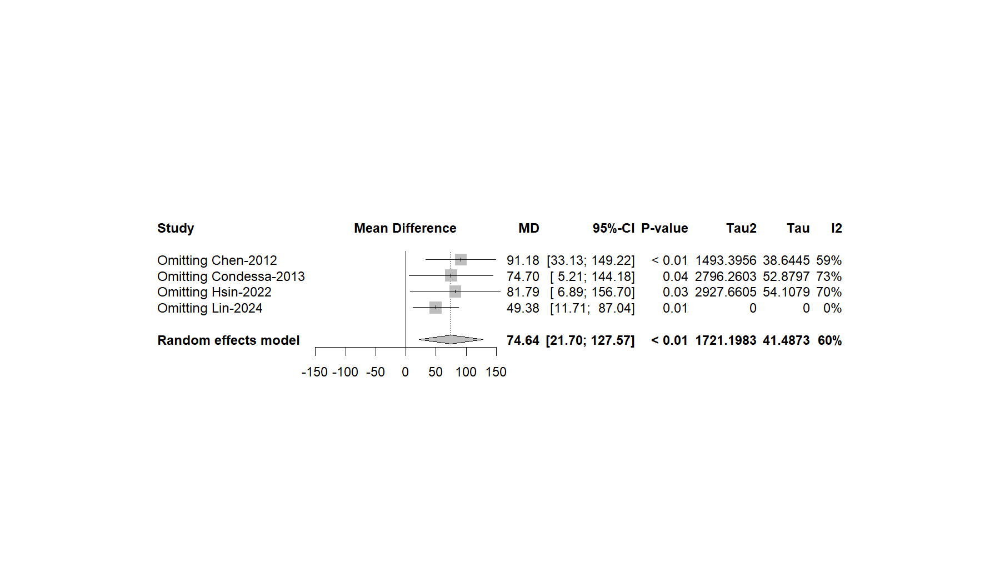 Study Mean Difference MD 95%-CI P-value Tau2 Tau I2
Omitting Chen-2012 91.18 [33.13; 149.22] < 0.01 1493.3956 38.6445 59%
Omitting Condessa-2013 74.70 [ 5.21; 144.18] 0.04 2796.2603 52.8797 73%
Omitting Hsin-2022 81.79 [ 6.89; 156.70] 0.03 2927.6605 54.1079 70%
Omitting Lin-2024 49.38 [11.71; 87.04] 0.01 0 0 0%
Random effects model 74.64 [21.70; 127.57] < 0.01 1721.1983 41.4873 60%
-150 -100 -50 0 50 100 150